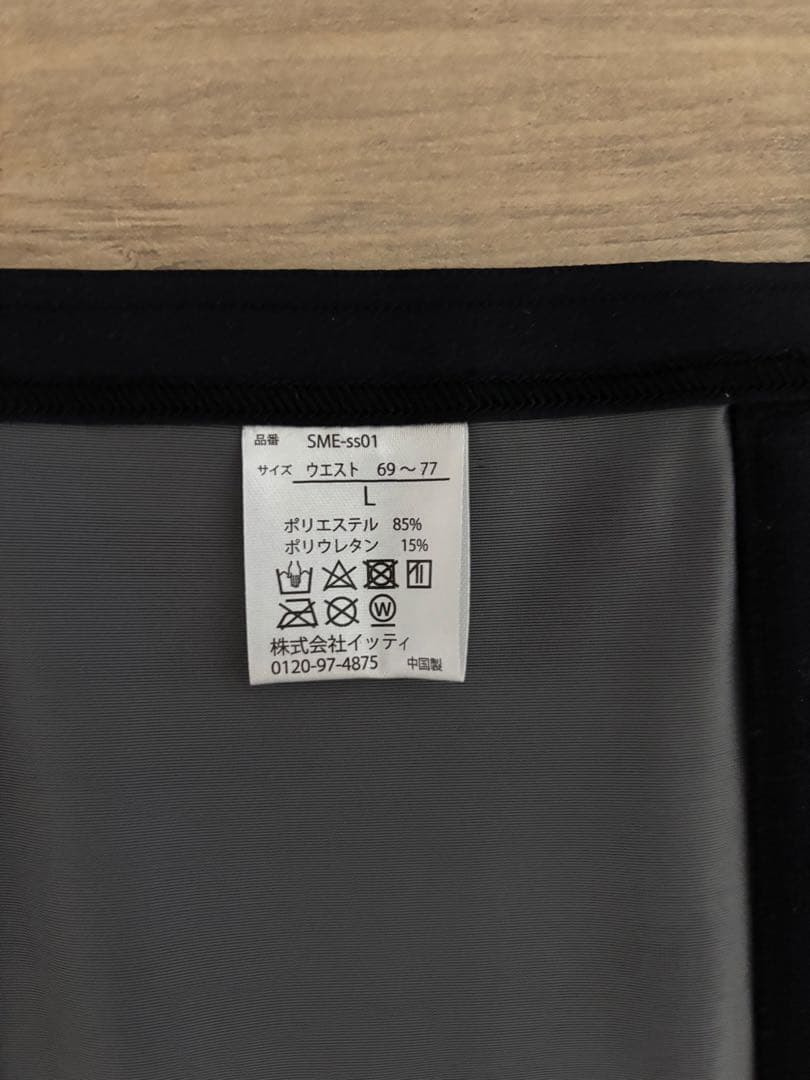 品番 SME-ss01
サイズ ウエスト 69～77
L
ポリエステル 85%
ポリウレタン 15%
W
株式会社イッティ
0120-97-4875 中国製